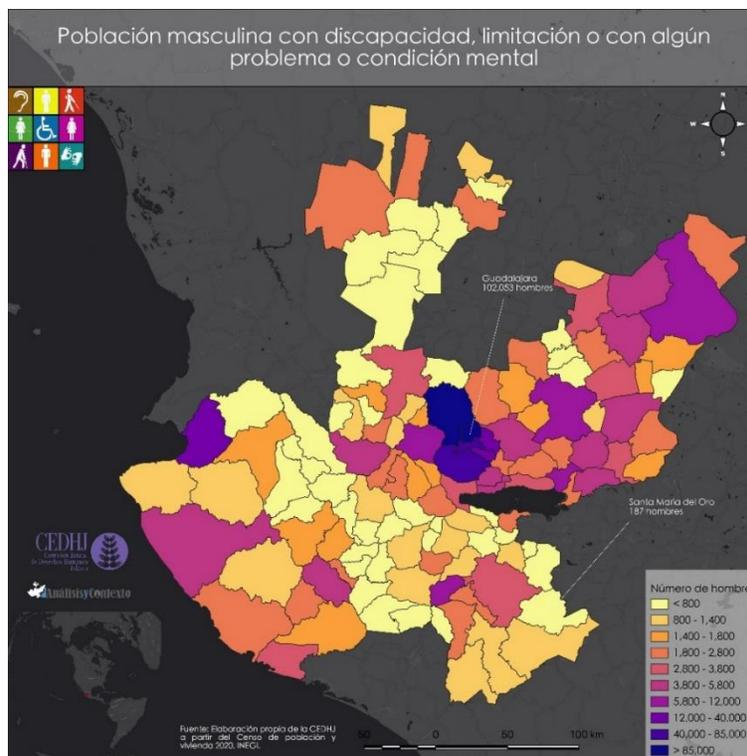 Población masculina con discapacidad, limitación o con algún
problema o condición mental
N
W
S
Guadalajara
102,053 hombres
Santa María del Oro
187 hombres
CEDHJ
AnálisisyContexto
Número de hombre
< 800
800 - 1,400
1,400 - 1,800
1,800 - 2,800
2,800 - 3,800
3,800 - 5,800
5,800 - 12,000
12,000 - 40,000
40,000 - 85,000
> 85,000
Fuente: Elaboración propia de la CEDHJ
a partir del Censo de población y
vivienda 2020, INEGI.
50 0 50 100 km